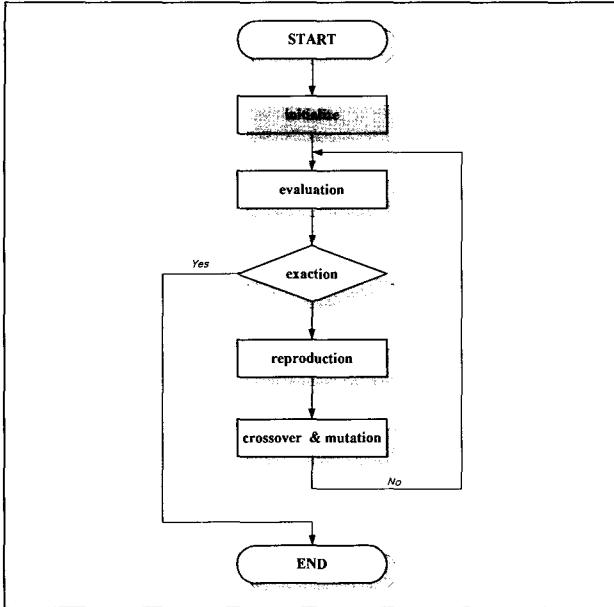 START
initialize
evaluation
Yes
exaction
reproduction
crossover & mutation
No
END